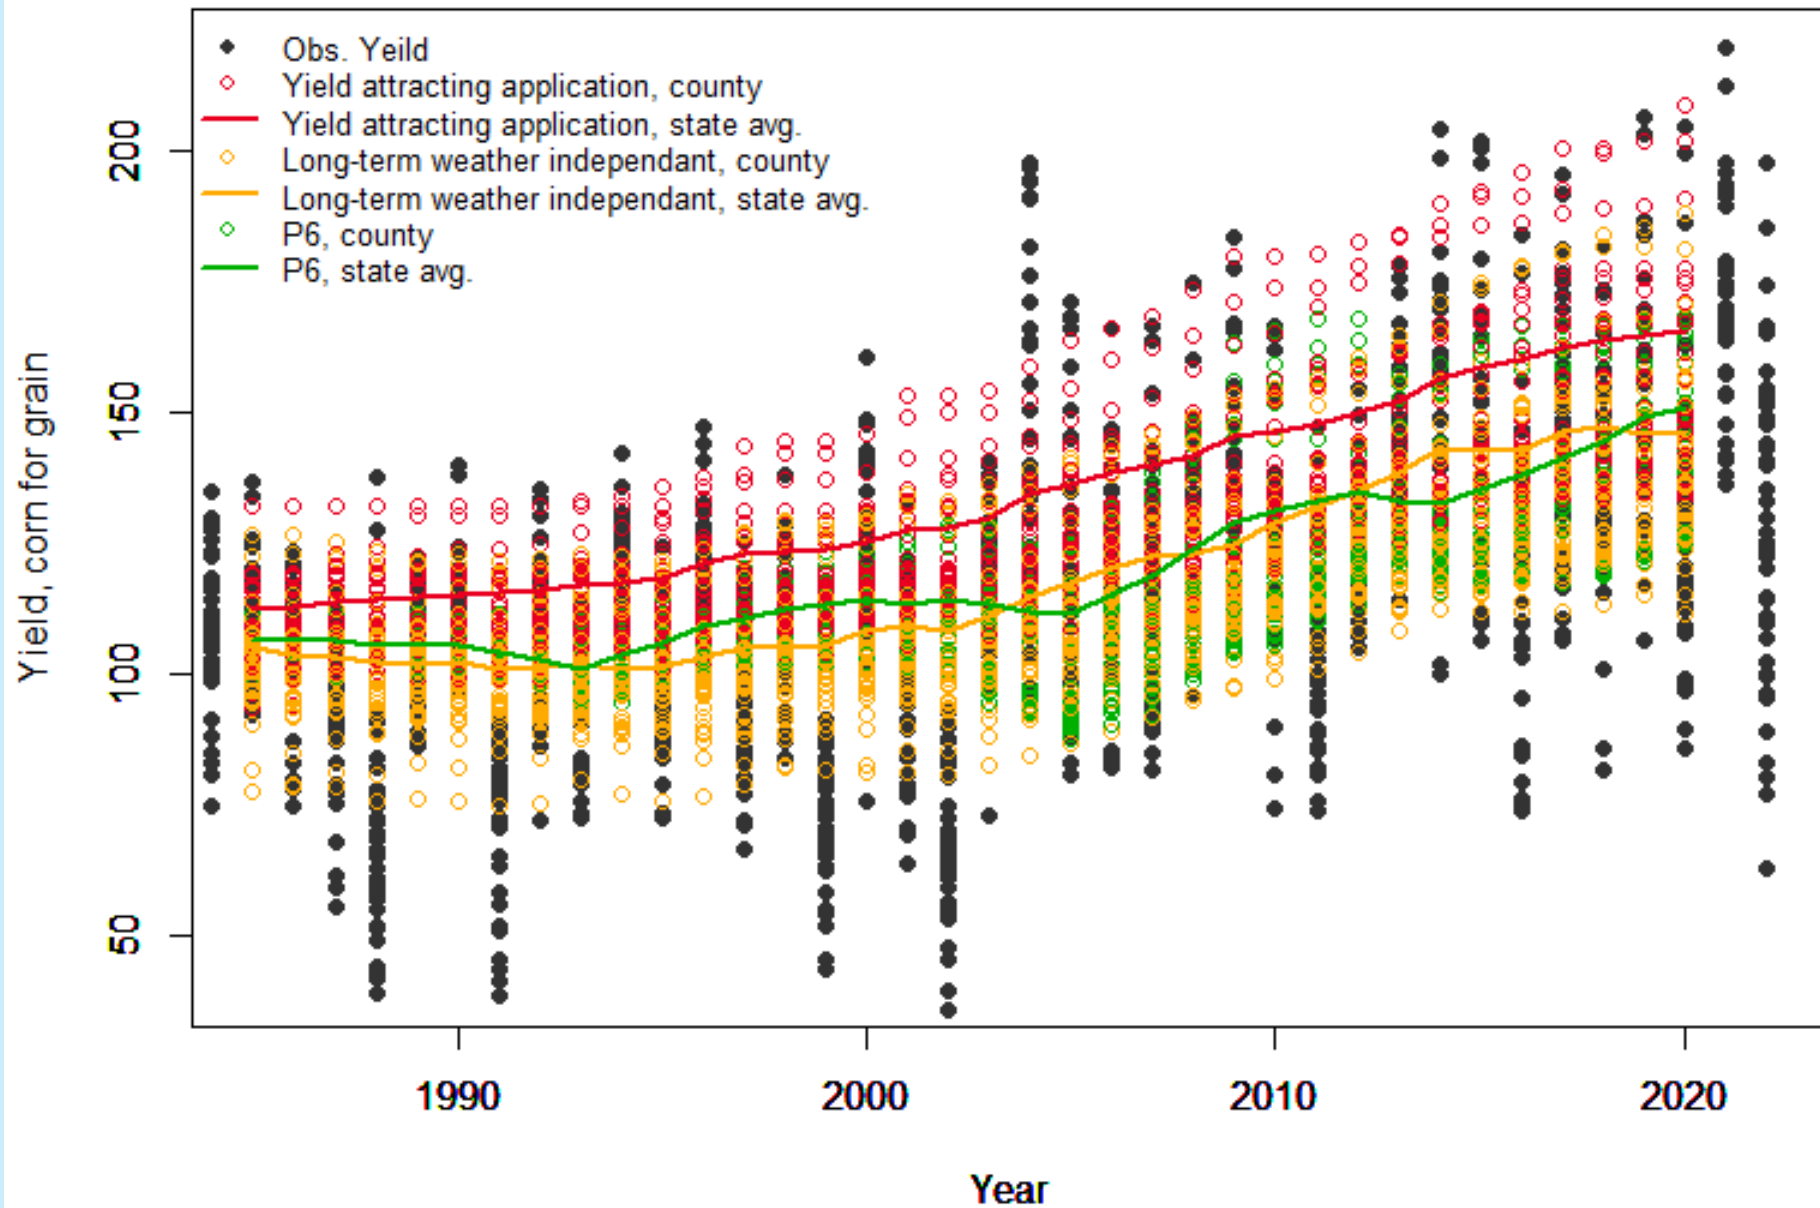 Obs. Yeild
Yield attracting application, county
Yield attracting application, state avg.
Long-term weather independant, county
Long-term weather independant, state avg.
P6, county
P6, state avg.
Yield, corn for grain
200
150
100
50
1990
2000
2010
2020
Year